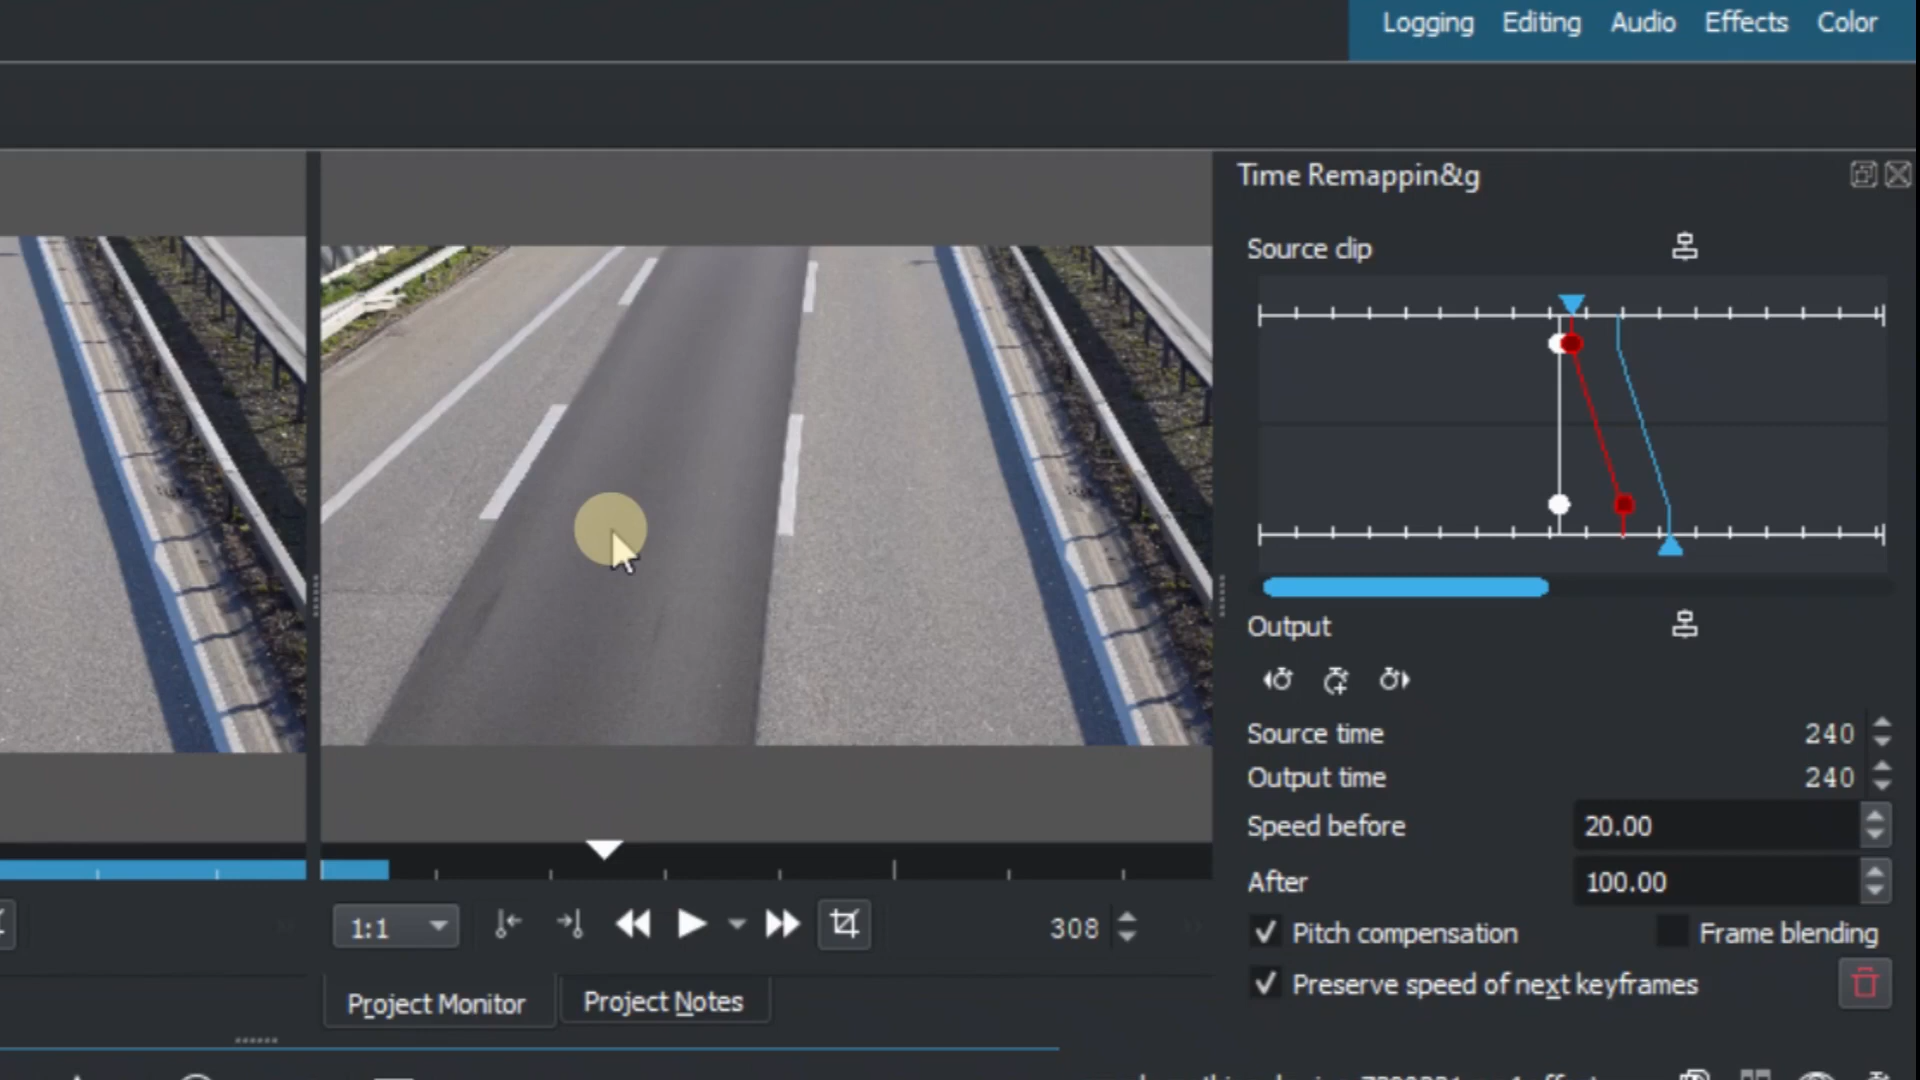 Logging Editing Audio Effects Color
Time Remappin&g
Source clip
Output
Source time 240
Output time 240
Speed before 20.00
After 100.00
Pitch compensation Frame blending
Preserve speed of next keyframes
1:1 308
Project Monitor Project Notes